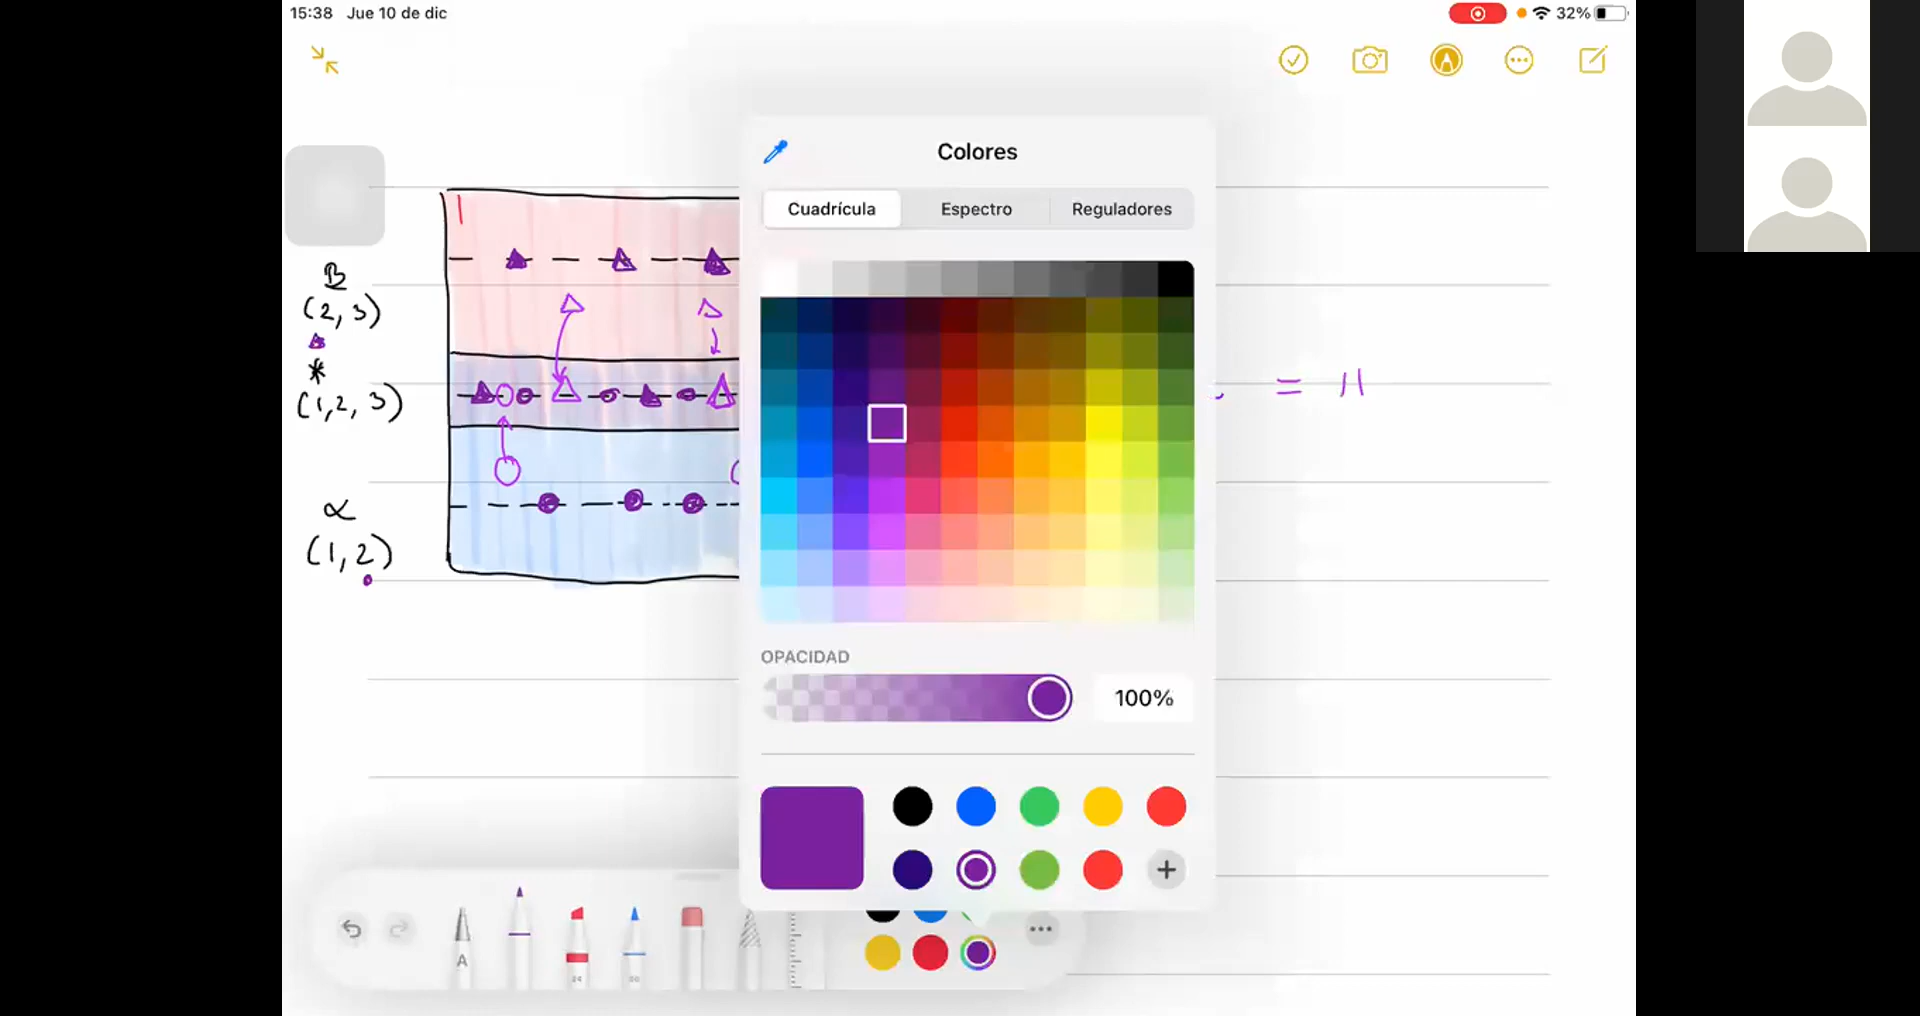 15:38 Jue 10 de dic
32%
Colores
Cuadrícula Espectro Reguladores
B
(2, 3)
*
(1, 2, 3)
= 11
α
(1, 2)
OPACIDAD
100%
A